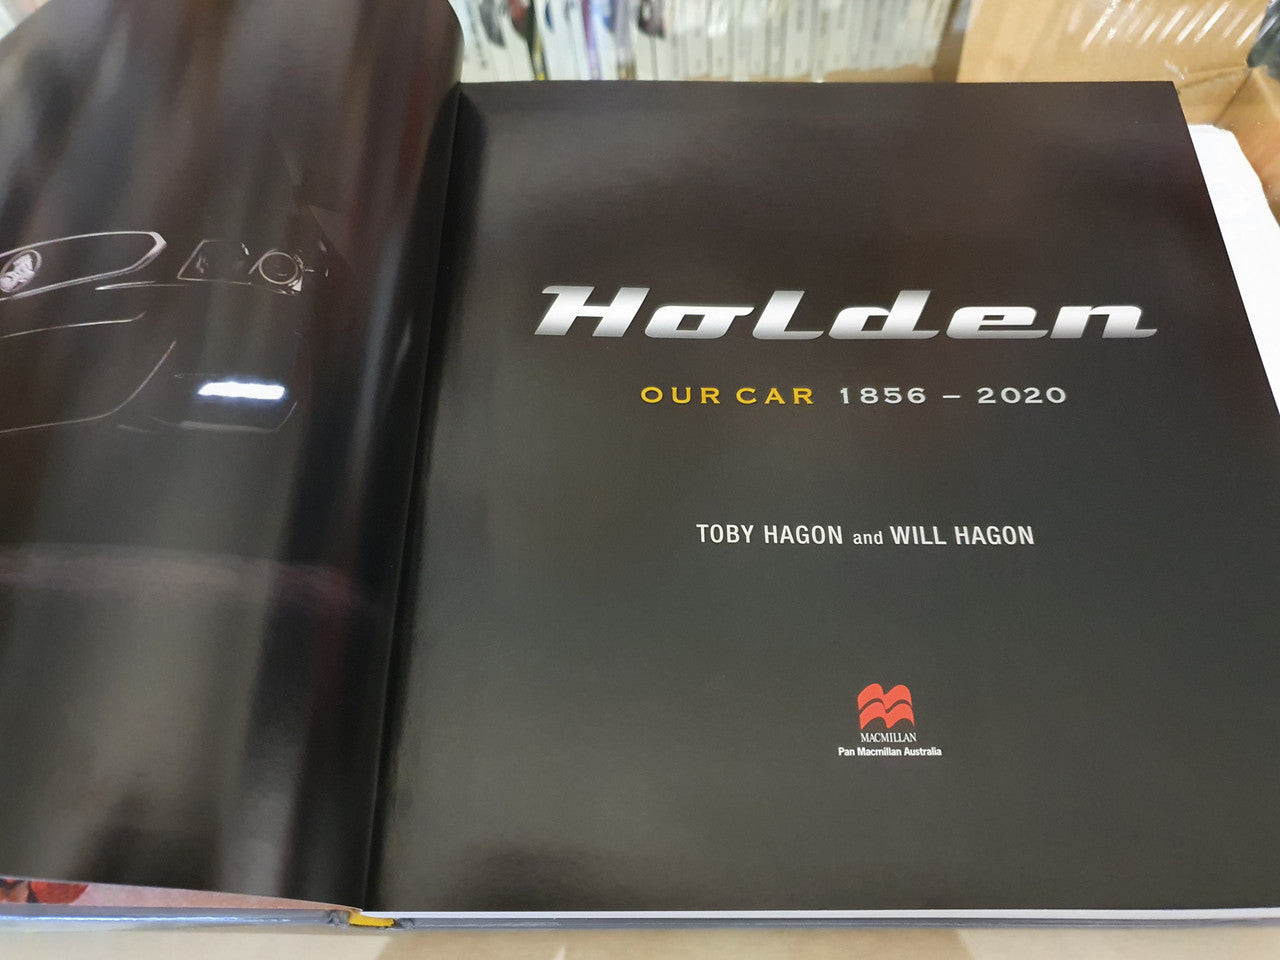 Holden
OUR CAR 1856 – 2020
TOBY HAGON and WILL HAGON
MACMILLAN
Pan Macmillan Australia